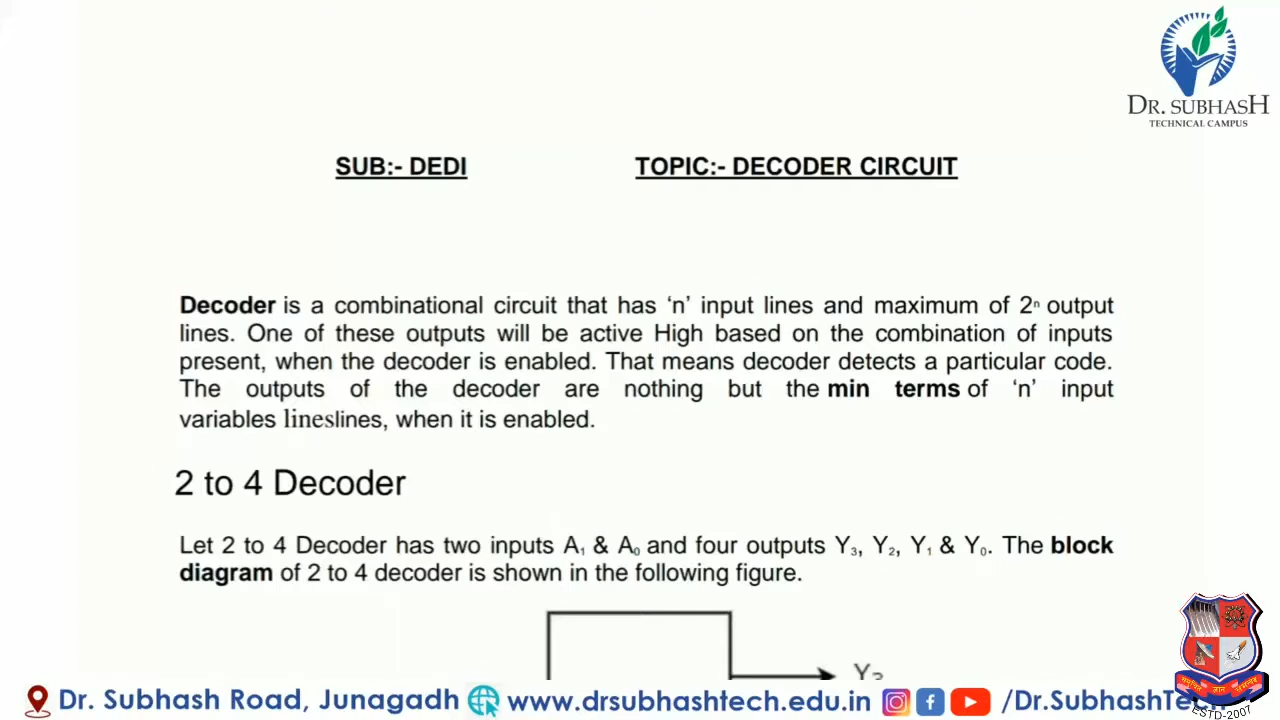 DR. SUBHASH
TECHNICAL CAMPUS
SUB:- DEDI TOPIC:- DECODER CIRCUIT
Decoder is a combinational circuit that has ‘n’ input lines and maximum of 2ⁿ output
lines. One of these outputs will be active High based on the combination of inputs
present, when the decoder is enabled. That means decoder detects a particular code.
The outputs of the decoder are nothing but the min terms of ‘n’ input
variables lineslines, when it is enabled.
2 to 4 Decoder
Let 2 to 4 Decoder has two inputs A₁ & A₀ and four outputs Y₃, Y₂, Y₁ & Y₀. The block
diagram of 2 to 4 decoder is shown in the following figure.
Y₃
Dr. Subhash Road, Junagadh www.drsubhashtech.edu.in /Dr.SubhashTech
ESTD-2007